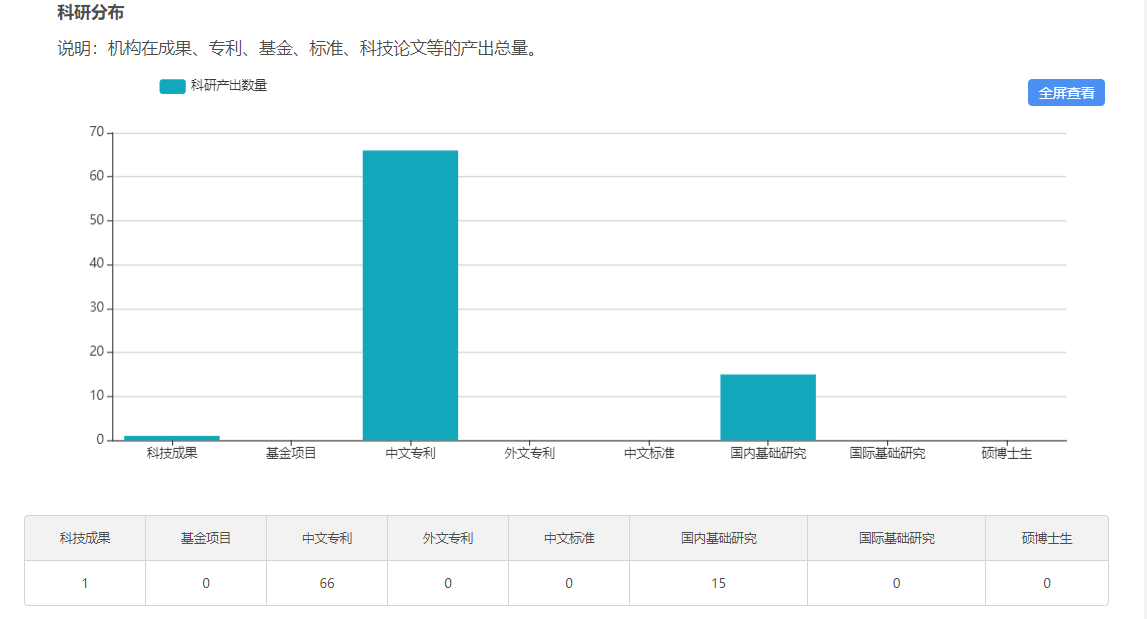 科研分布
说明：机构在成果、专利、基金、标准、科技论文等的产出总量。
科研产出数量
全屏查看
70
60
50
40
30
20
10
0
科技成果 基金项目 中文专利 外文专利 中文标准 国内基础研究 国际基础研究 硕博士生
科技成果 基金项目 中文专利 外文专利 中文标准 国内基础研究 国际基础研究 硕博士生
1 0 66 0 0 15 0 0